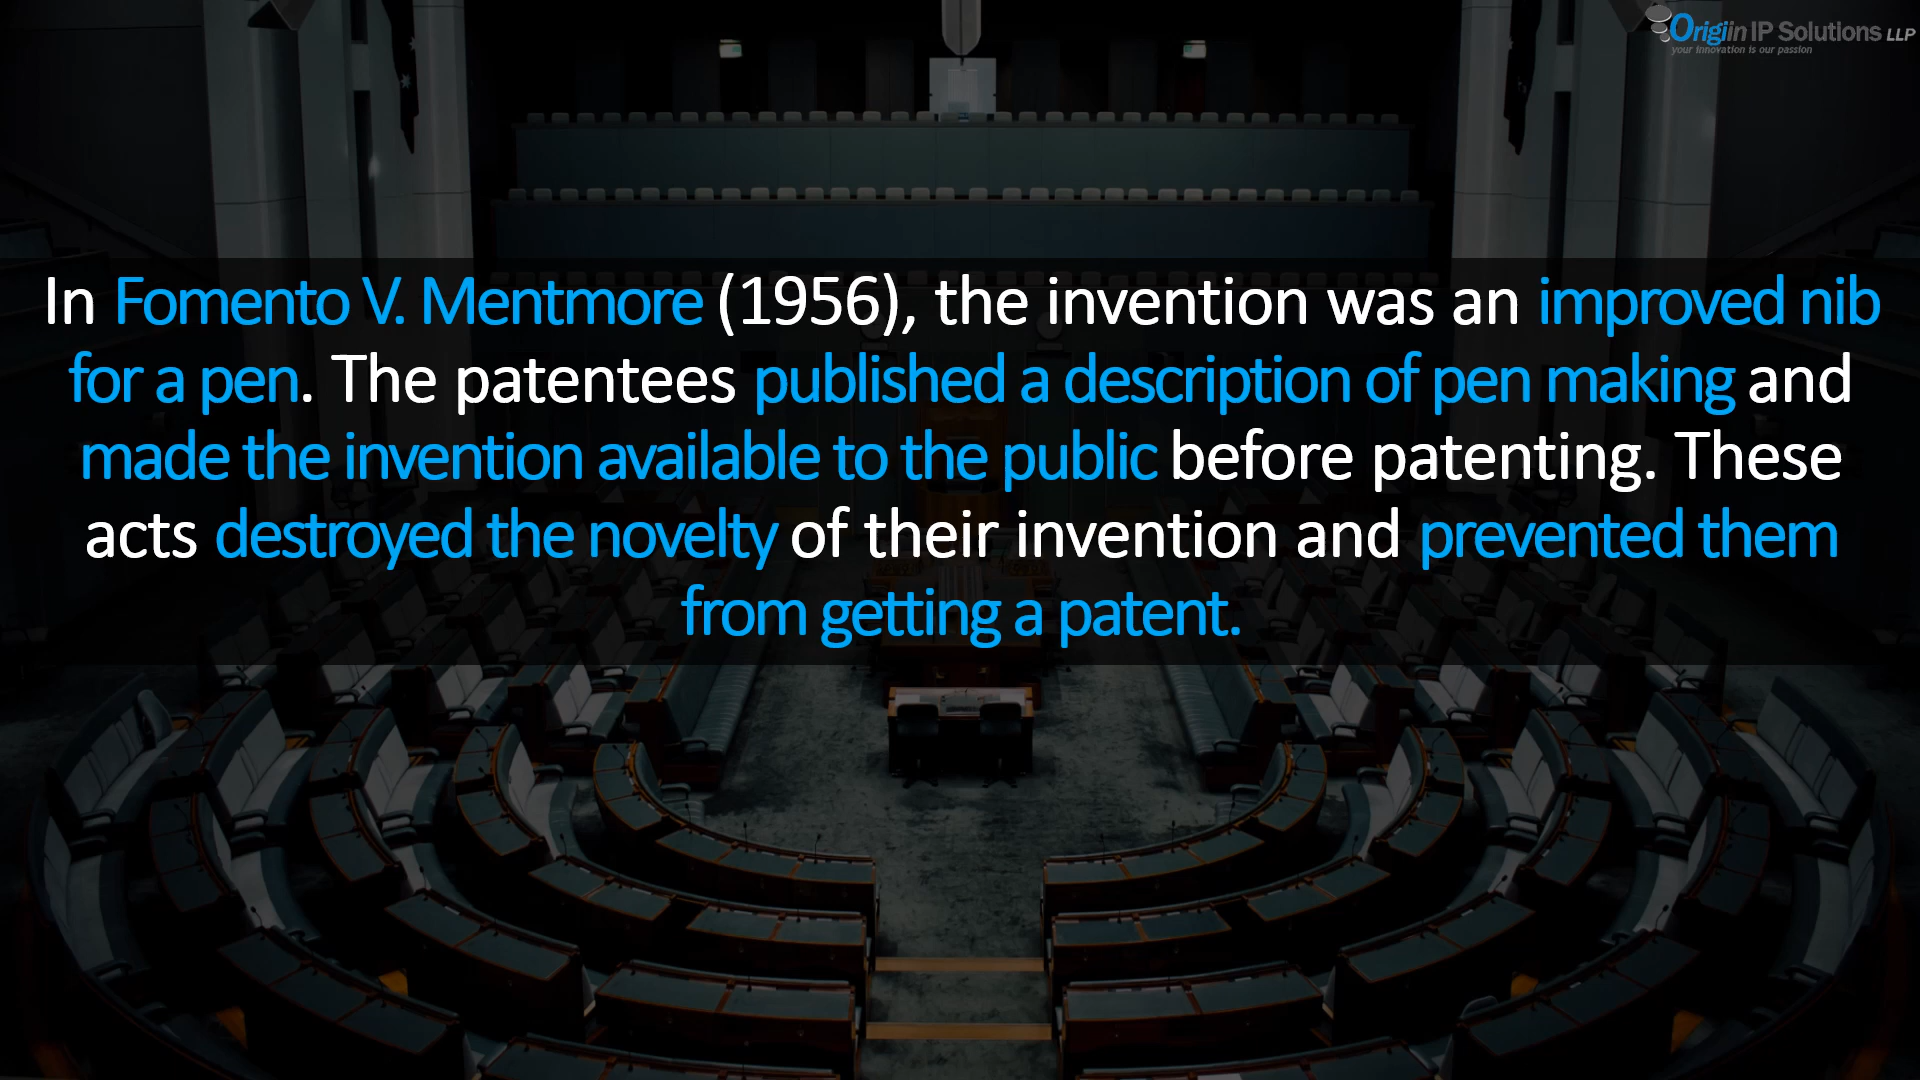 Origiin IP Solutions LLP
your innovation is our passion
In Fomento V. Mentmore (1956), the invention was an improved nib
for a pen. The patentees published a description of pen making and
made the invention available to the public before patenting. These
acts destroyed the novelty of their invention and prevented them
from getting a patent.